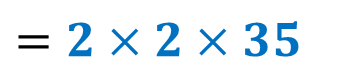 = 2 × 2 × 35